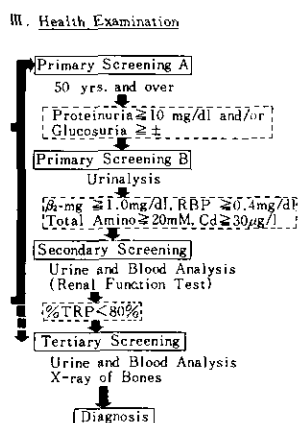 III. Health Examination
Primary Screening A
50 yrs. and over
Proteinuria≧10 mg/dl and/or
Glucosuria ≧ ±
Primary Screening B
Urinalysis
β₂-mg ≦1.0mg/dl, RBP ≦0.4mg/dl
Total Amino≧20mM, Cd≧30μg/l
Secondary Screening
Urine and Blood Analysis
(Renal Function Test)
%TRP<80%
Tertiary Screening
Urine and Blood Analysis
X-ray of Bones
Diagnosis